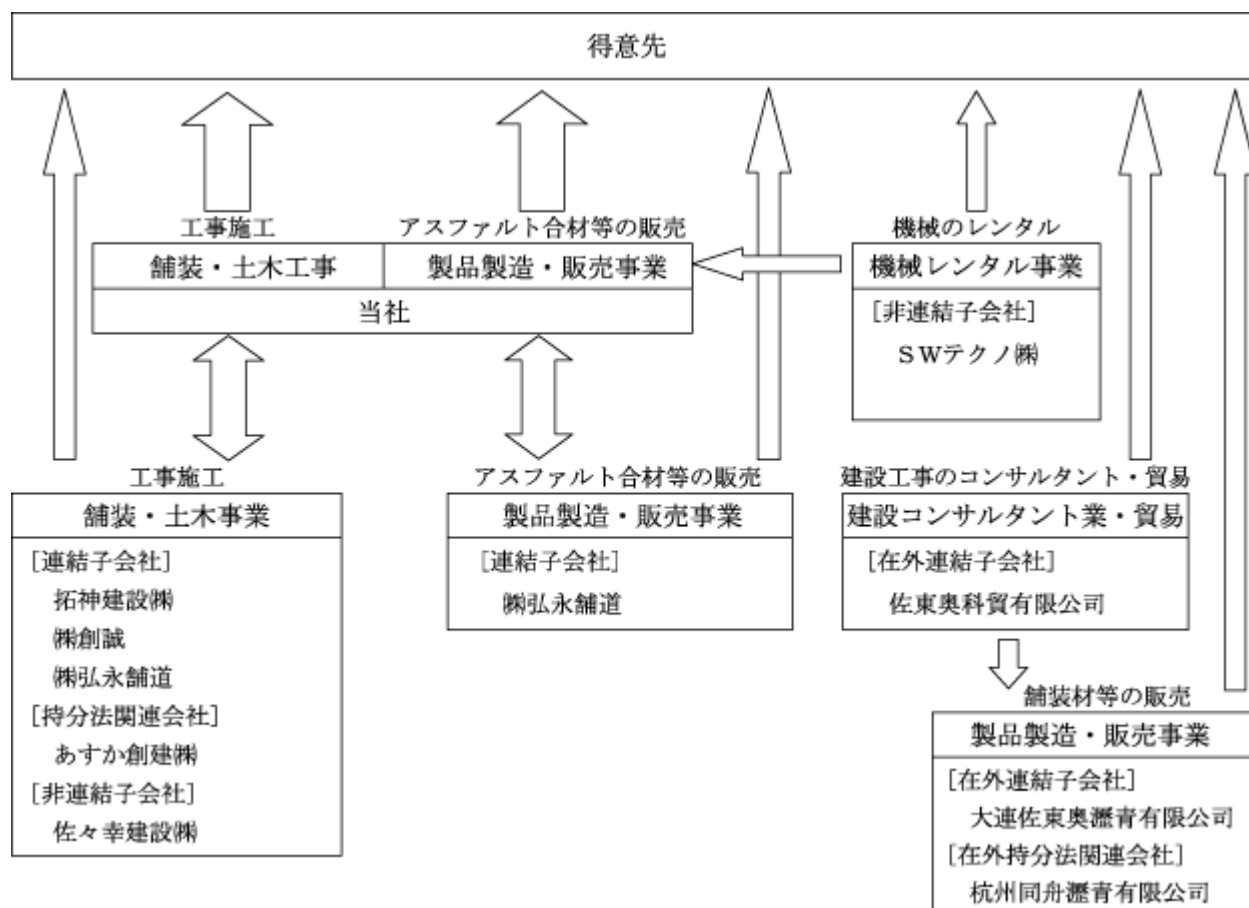 得意先
工事施工
アスファルト合材等の販売
機械のレンタル
舗装・土木工事
製品製造・販売事業
機械レンタル事業
当社
[非連結子会社]
ＳＷテクノ㈱
工事施工
アスファルト合材等の販売
建設工事のコンサルタント・貿易
舗装・土木事業
製品製造・販売事業
建設コンサルタント業・貿易
[連結子会社]
拓神建設㈱
㈱創誠
㈱弘永舗道
[持分法関連会社]
あすか創建㈱
[非連結子会社]
佐々幸建設㈱
[連結子会社]
㈱弘永舗道
[在外連結子会社]
佐東奥科貿有限公司
舗装材等の販売
製品製造・販売事業
[在外連結子会社]
大連佐東奥瀝青有限公司
[在外持分法関連会社]
杭州同舟瀝青有限公司